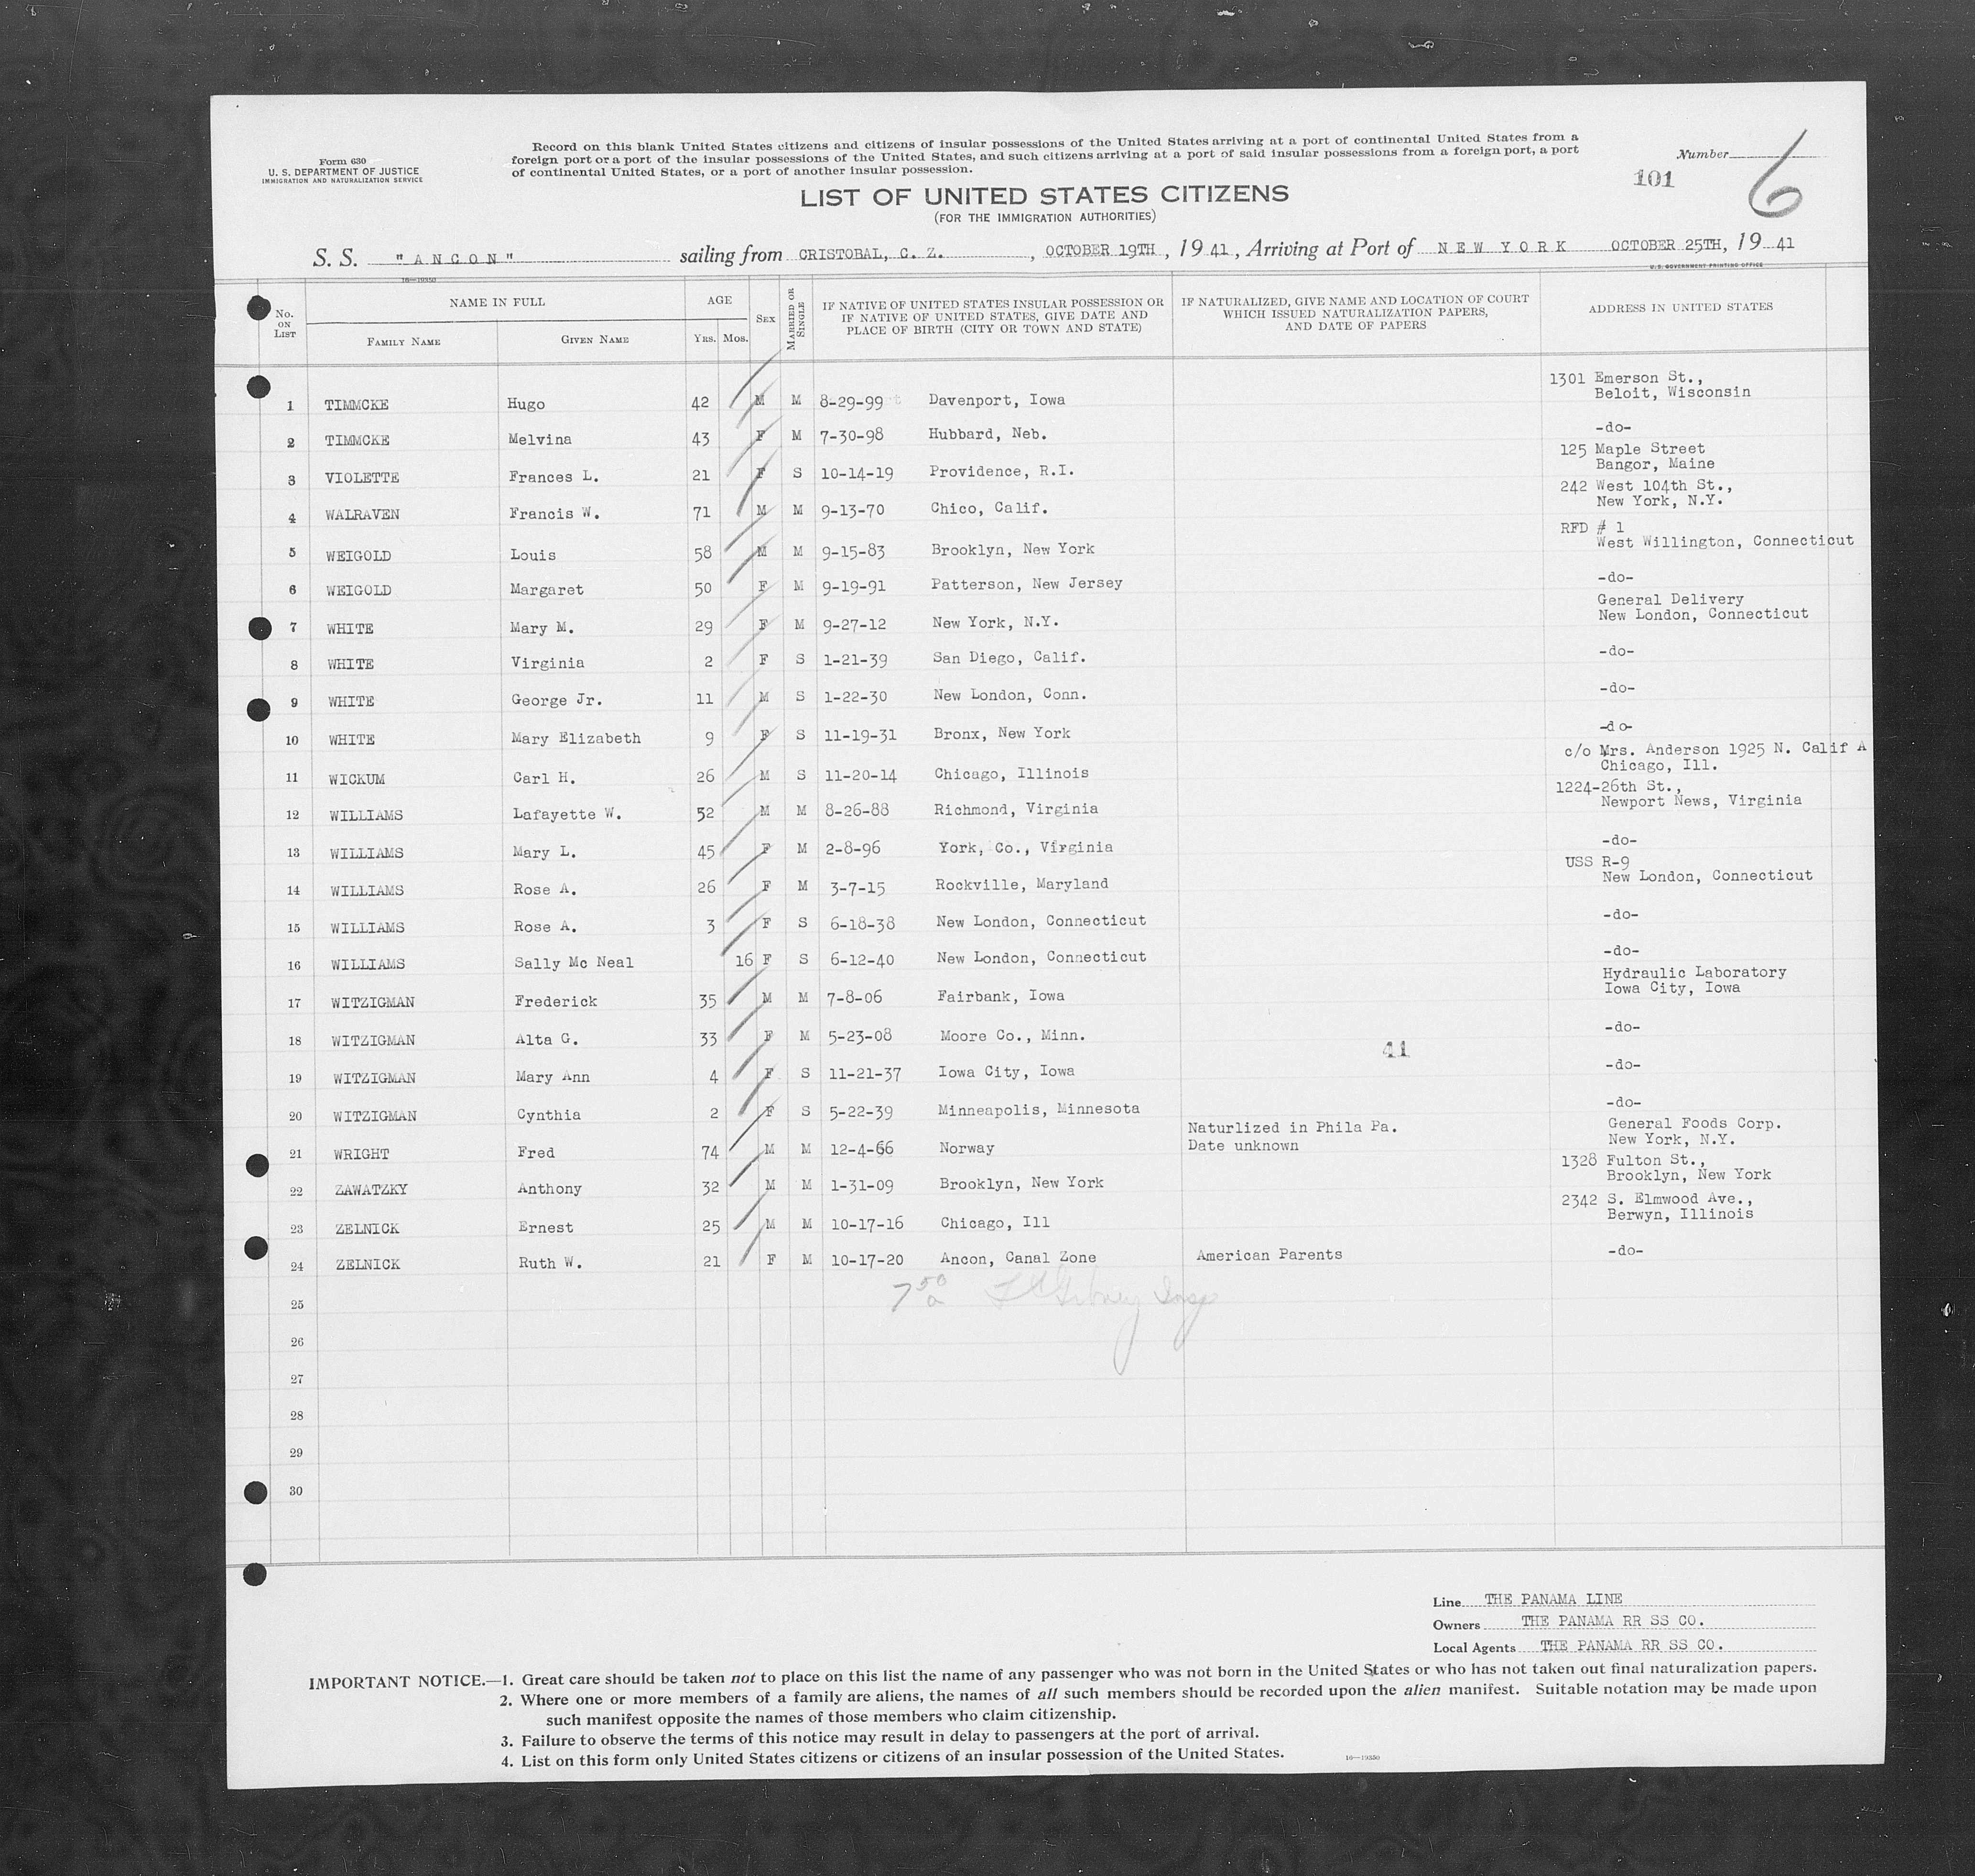 Form 630
U. S. DEPARTMENT OF JUSTICE
IMMIGRATION AND NATURALIZATION SERVICE
Record on this blank United States citizens and citizens of insular possessions of the United States arriving at a port of continental United States from a
foreign port or a port of the insular possessions of the United States, and such citizens arriving at a port of said insular possessions from a foreign port, a port
of continental United States, or a port of another insular possession.
Number 6
101
LIST OF UNITED STATES CITIZENS
(FOR THE IMMIGRATION AUTHORITIES)
S. S. "ANCON" sailing from CRISTOBAL, C. Z. , OCTOBER 19TH , 19 41 , Arriving at Port of NEW YORK OCTOBER 25TH, 19 41
16—19350
U. S. GOVERNMENT PRINTING OFFICE
No. ON LIST
NAME IN FULL
FAMILY NAME GIVEN NAME
AGE
YRS. MOS.
SEX
MARRIED OR SINGLE
IF NATIVE OF UNITED STATES INSULAR POSSESSION OR
IF NATIVE OF UNITED STATES, GIVE DATE AND
PLACE OF BIRTH (CITY OR TOWN AND STATE)
IF NATURALIZED, GIVE NAME AND LOCATION OF COURT
WHICH ISSUED NATURALIZATION PAPERS,
AND DATE OF PAPERS
ADDRESS IN UNITED STATES
1301 Emerson St.,
1 TIMMCKE Hugo 42 M M 8-29-99 Davenport, Iowa Beloit, Wisconsin
2 TIMMCKE Melvina 43 F M 7-30-98 Hubbard, Neb. -do-
125 Maple Street
3 VIOLETTE Frances L. 21 F S 10-14-19 Providence, R.I. Bangor, Maine
242 West 104th St.,
4 WALRAVEN Francis W. 71 M M 9-13-70 Chico, Calif. New York, N.Y.
RFD # 1
5 WEIGOLD Louis 58 M M 9-15-83 Brooklyn, New York West Willington, Connecticut
6 WEIGOLD Margaret 50 F M 9-19-91 Patterson, New Jersey -do-
General Delivery
7 WHITE Mary M. 29 F M 9-27-12 New York, N.Y. New London, Connecticut
8 WHITE Virginia 2 F S 1-21-39 San Diego, Calif. -do-
9 WHITE George Jr. 11 M S 1-22-30 New London, Conn. -do-
10 WHITE Mary Elizabeth 9 F S 11-19-31 Bronx, New York -do-
c/o Mrs. Anderson 1925 N. Calif A
11 WICKUM Carl H. 26 M S 11-20-14 Chicago, Illinois Chicago, Ill.
1224-26th St.,
12 WILLIAMS Lafayette W. 52 M M 8-26-88 Richmond, Virginia Newport News, Virginia
13 WILLIAMS Mary L. 45 F M 2-8-96 York, Co., Virginia -do-
USS R-9
14 WILLIAMS Rose A. 26 F M 3-7-15 Rockville, Maryland New London, Connecticut
15 WILLIAMS Rose A. 3 F S 6-18-38 New London, Connecticut -do-
16 WILLIAMS Sally Mc Neal 16 F S 6-12-40 New London, Connecticut -do-
Hydraulic Laboratory
17 WITZIGMAN Frederick 35 M M 7-8-06 Fairbank, Iowa Iowa City, Iowa
18 WITZIGMAN Alta G. 33 F M 5-23-08 Moore Co., Minn. -do-
41
19 WITZIGMAN Mary Ann 4 F S 11-21-37 Iowa City, Iowa -do-
20 WITZIGMAN Cynthia 2 F S 5-22-39 Minneapolis, Minnesota -do-
Naturlized in Phila Pa. General Foods Corp.
21 WRIGHT Fred 74 M M 12-4-66 Norway Date unknown New York, N.Y.
1328 Fulton St.,
22 ZAWATZKY Anthony 32 M M 1-31-09 Brooklyn, New York Brooklyn, New York
2342 S. Elmwood Ave.,
23 ZELNICK Ernest 25 M M 10-17-16 Chicago, Ill Berwyn, Illinois
24 ZELNICK Ruth W. 21 F M 10-17-20 Ancon, Canal Zone American Parents -do-
25 7 50 a
26
27
28
29
30
Line THE PANAMA LINE
Owners THE PANAMA RR SS CO.
Local Agents THE PANAMA RR SS CO.
IMPORTANT NOTICE.—1. Great care should be taken not to place on this list the name of any passenger who was not born in the United States or who has not taken out final naturalization papers.
2. Where one or more members of a family are aliens, the names of all such members should be recorded upon the alien manifest. Suitable notation may be made upon
such manifest opposite the names of those members who claim citizenship.
3. Failure to observe the terms of this notice may result in delay to passengers at the port of arrival.
4. List on this form only United States citizens or citizens of an insular possession of the United States.
16—19350